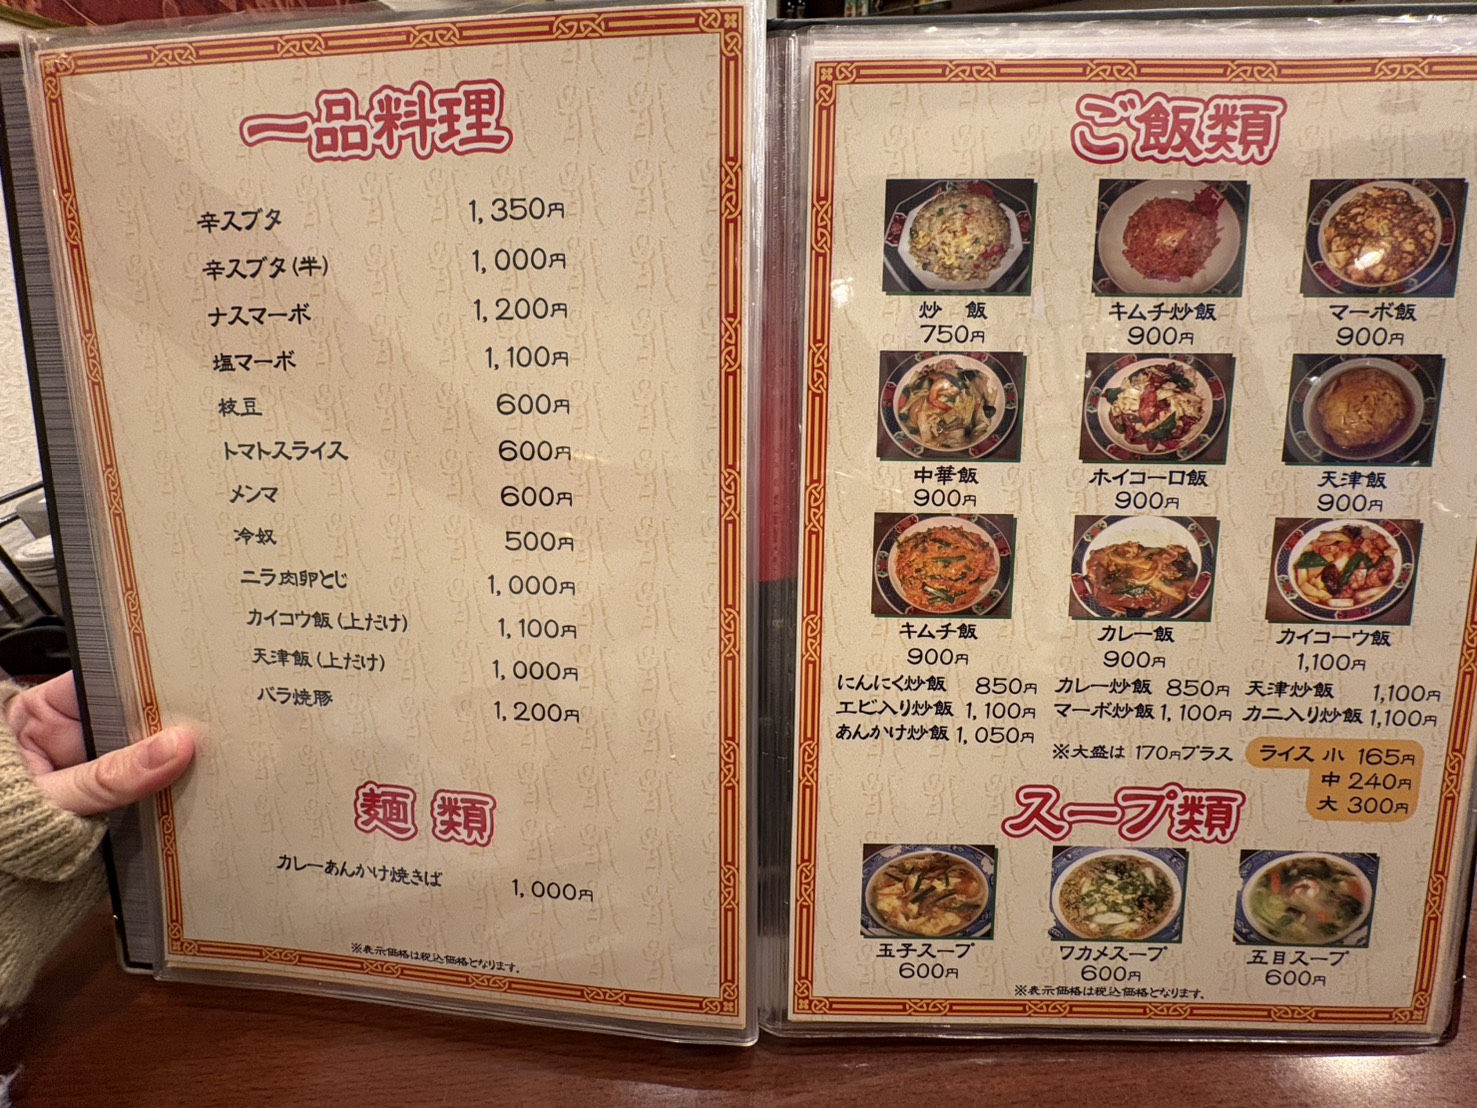 一品料理
辛スブタ 1,350円
辛スブタ(半) 1,000円
ナスマーボ 1,200円
塩マーボ 1,100円
枝豆 600円
トマトスライス 600円
メンマ 600円
冷奴 500円
ニラ肉卵とじ 1,000円
カイコウ飯(上だけ) 1,100円
天津飯(上だけ) 1,000円
バラ焼豚 1,200円
麺類
カレーあんかけ焼きば 1,000円
※表示価格は税込価格となります。
ご飯類
炒飯 キムチ炒飯 マーボ飯
750円 900円 900円
中華飯 ホイコーロ飯 天津飯
900円 900円 900円
キムチ飯 カレー飯 カイコーウ飯
900円 900円 1,100円
にんにく炒飯 850円 カレー炒飯 850円 天津炒飯 1,100円
エビ入り炒飯 1,100円 マーボ炒飯 1,100円 カニ入り炒飯 1,100円
あんかけ炒飯 1,050円
※大盛は 170円プラス
ライス 小 165円
中 240円
大 300円
スープ類
玉子スープ ワカメスープ 五目スープ
600円 600円 600円
※表示価格は税込価格となります。